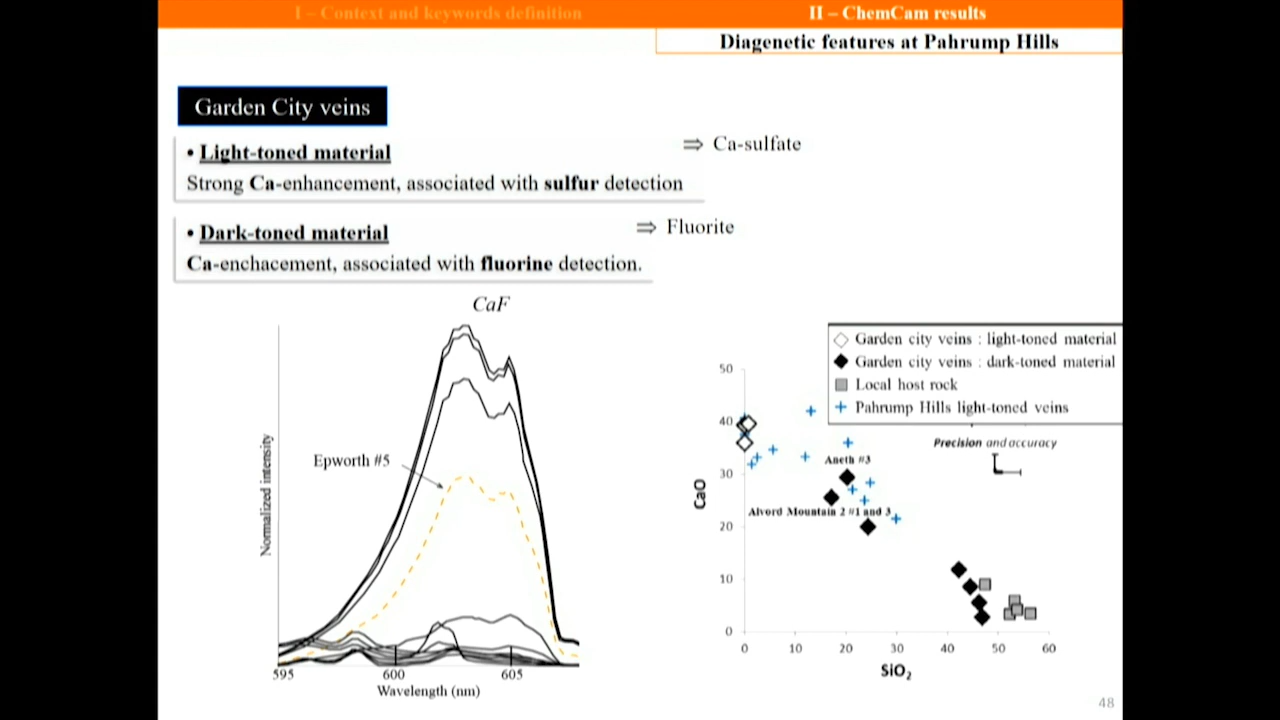 I – Context and keywords definition
II – ChemCam results
Diagenetic features at Pahrump Hills
Garden City veins
• Light-toned material
⇒ Ca-sulfate
Strong Ca-enhancement, associated with sulfur detection
• Dark-toned material
⇒ Fluorite
Ca-enchacement, associated with fluorine detection.
CaF
Normalized intensity
Epworth #5
595
600
605
Wavelength (nm)
Garden city veins : light-toned material
Garden city veins : dark-toned material
Local host rock
Pahrump Hills light-toned veins
Precision and accuracy
Aneth #3
Alvord Mountain 2 #1 and 3
CaO
50
40
30
20
10
0
0
10
20
30
40
50
60
SiO₂
48